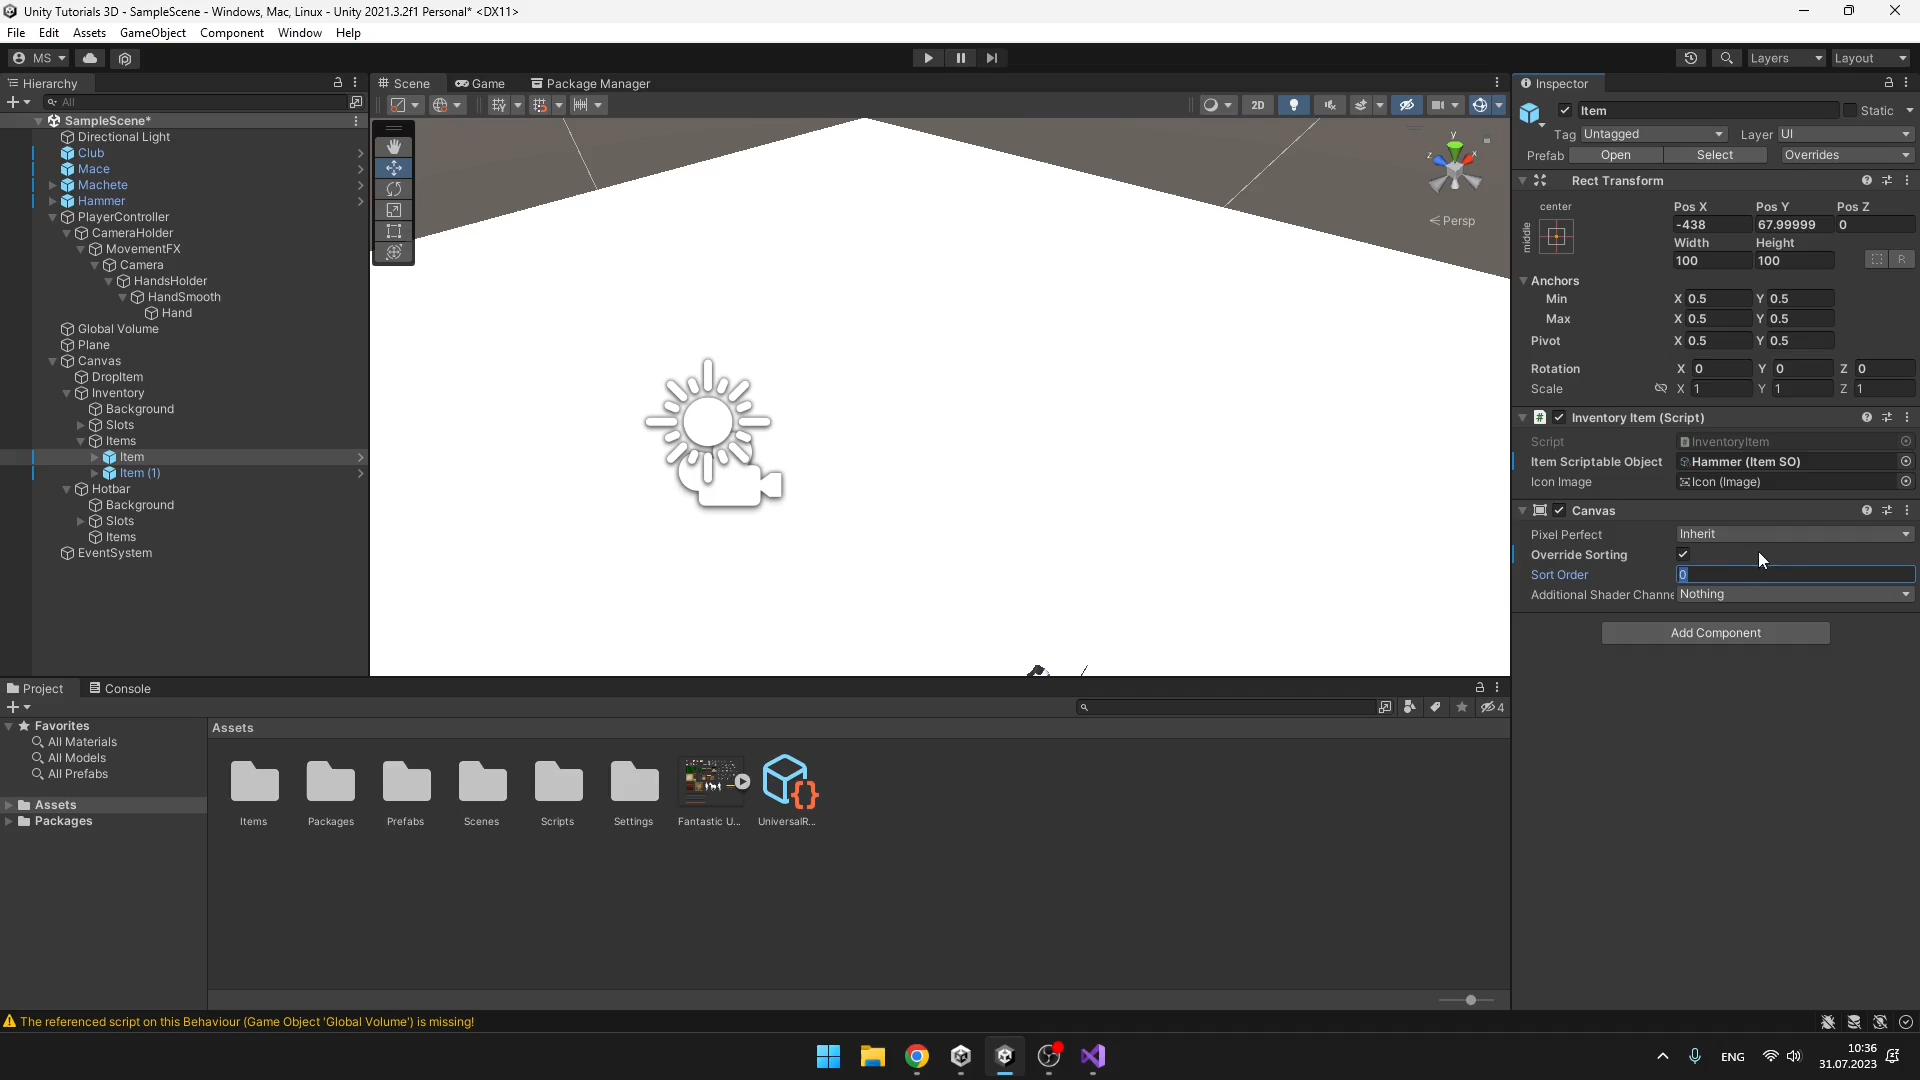 Unity Tutorials 3D - SampleScene - Windows, Mac, Linux - Unity 2021.3.2f1 Personal* <DX11>
File Edit Assets GameObject Component Window Help
MS Layers Layout
Hierarchy
All
SampleScene*
Directional Light
Club
Mace
Machete
Hammer
PlayerController
CameraHolder
MovementFX
Camera
HandsHolder
HandSmooth
Hand
Global Volume
Plane
Canvas
DropItem
Inventory
Background
Slots
Items
Item
Item (1)
Hotbar
Background
Slots
Items
EventSystem
Scene Game Package Manager
2D
y
z x
Persp
Inspector
Item Static
Tag Untagged Layer UI
Prefab Open Select Overrides
Rect Transform
center Pos X Pos Y Pos Z
middle -438 67.99999 0
Width Height
100 100 R
Anchors
Min X 0.5 Y 0.5
Max X 0.5 Y 0.5
Pivot X 0.5 Y 0.5
Rotation X 0 Y 0 Z 0
Scale X 1 Y 1 Z 1
# Inventory Item (Script)
Script InventoryItem
Item Scriptable Object Hammer (Item SO)
Icon Image Icon (Image)
Canvas
Pixel Perfect Inherit
Override Sorting
Sort Order 0
Additional Shader Channe Nothing
Add Component
Project Console
4
Favorites
All Materials
All Models
All Prefabs
Assets
Packages
Assets
Items Packages Prefabs Scenes Scripts Settings Fantastic U... UniversalR...
The referenced script on this Behaviour (Game Object 'Global Volume') is missing!
ENG
10:36
31.07.2023